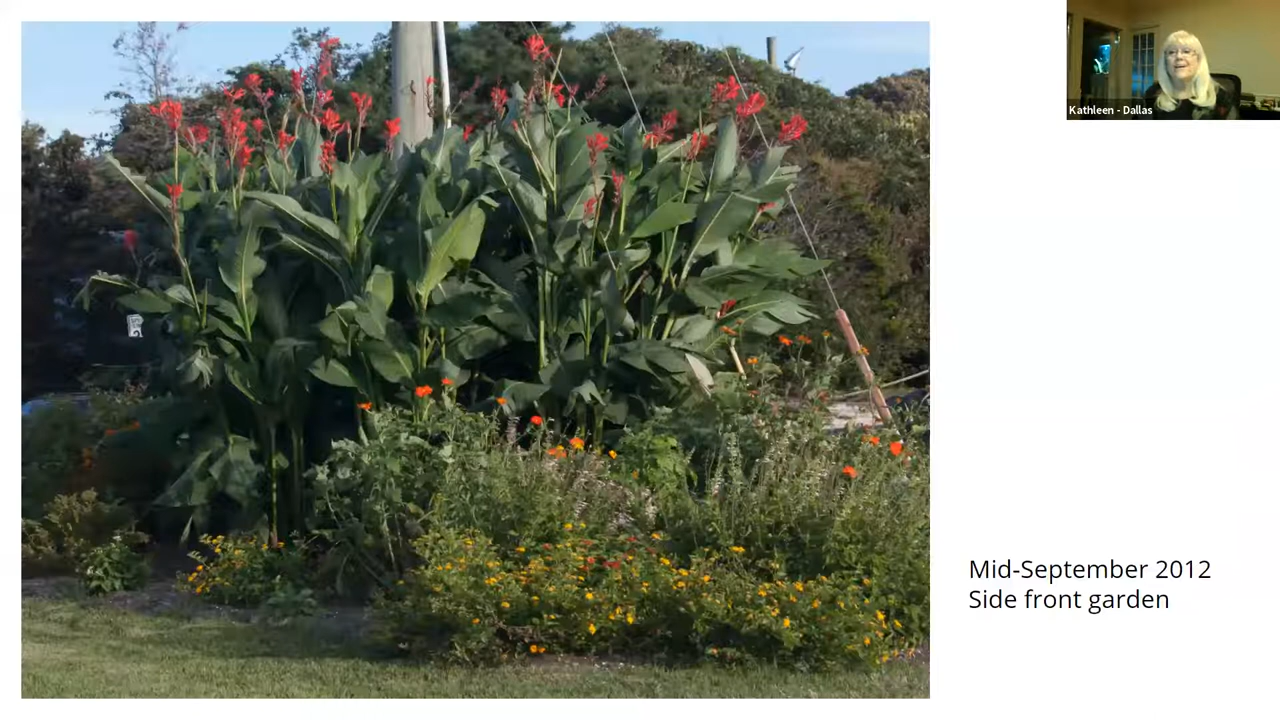 Kathleen - Dallas
Mid-September 2012
Side front garden